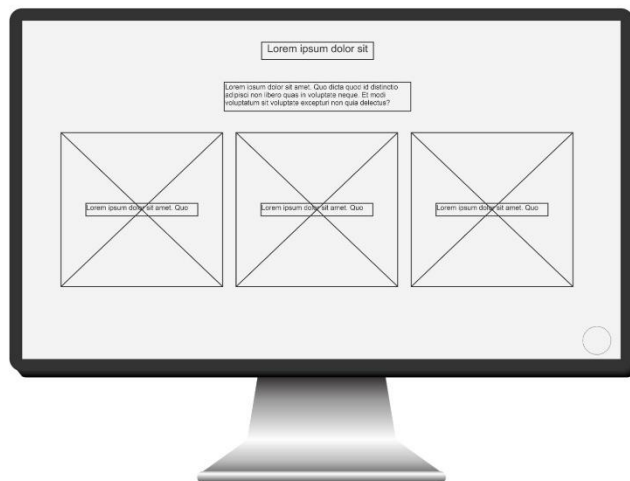 Lorem ipsum dolor sit
Lorem ipsum dolor sit amet. Quo dicta quod id distinctio
adipisci non libero quas in voluptate neque. Et modi
voluptatum sit voluptate excepturi non quia delectus?
Lorem ipsum dolor sit amet. Quo
Lorem ipsum dolor sit amet. Quo
Lorem ipsum dolor sit amet. Quo